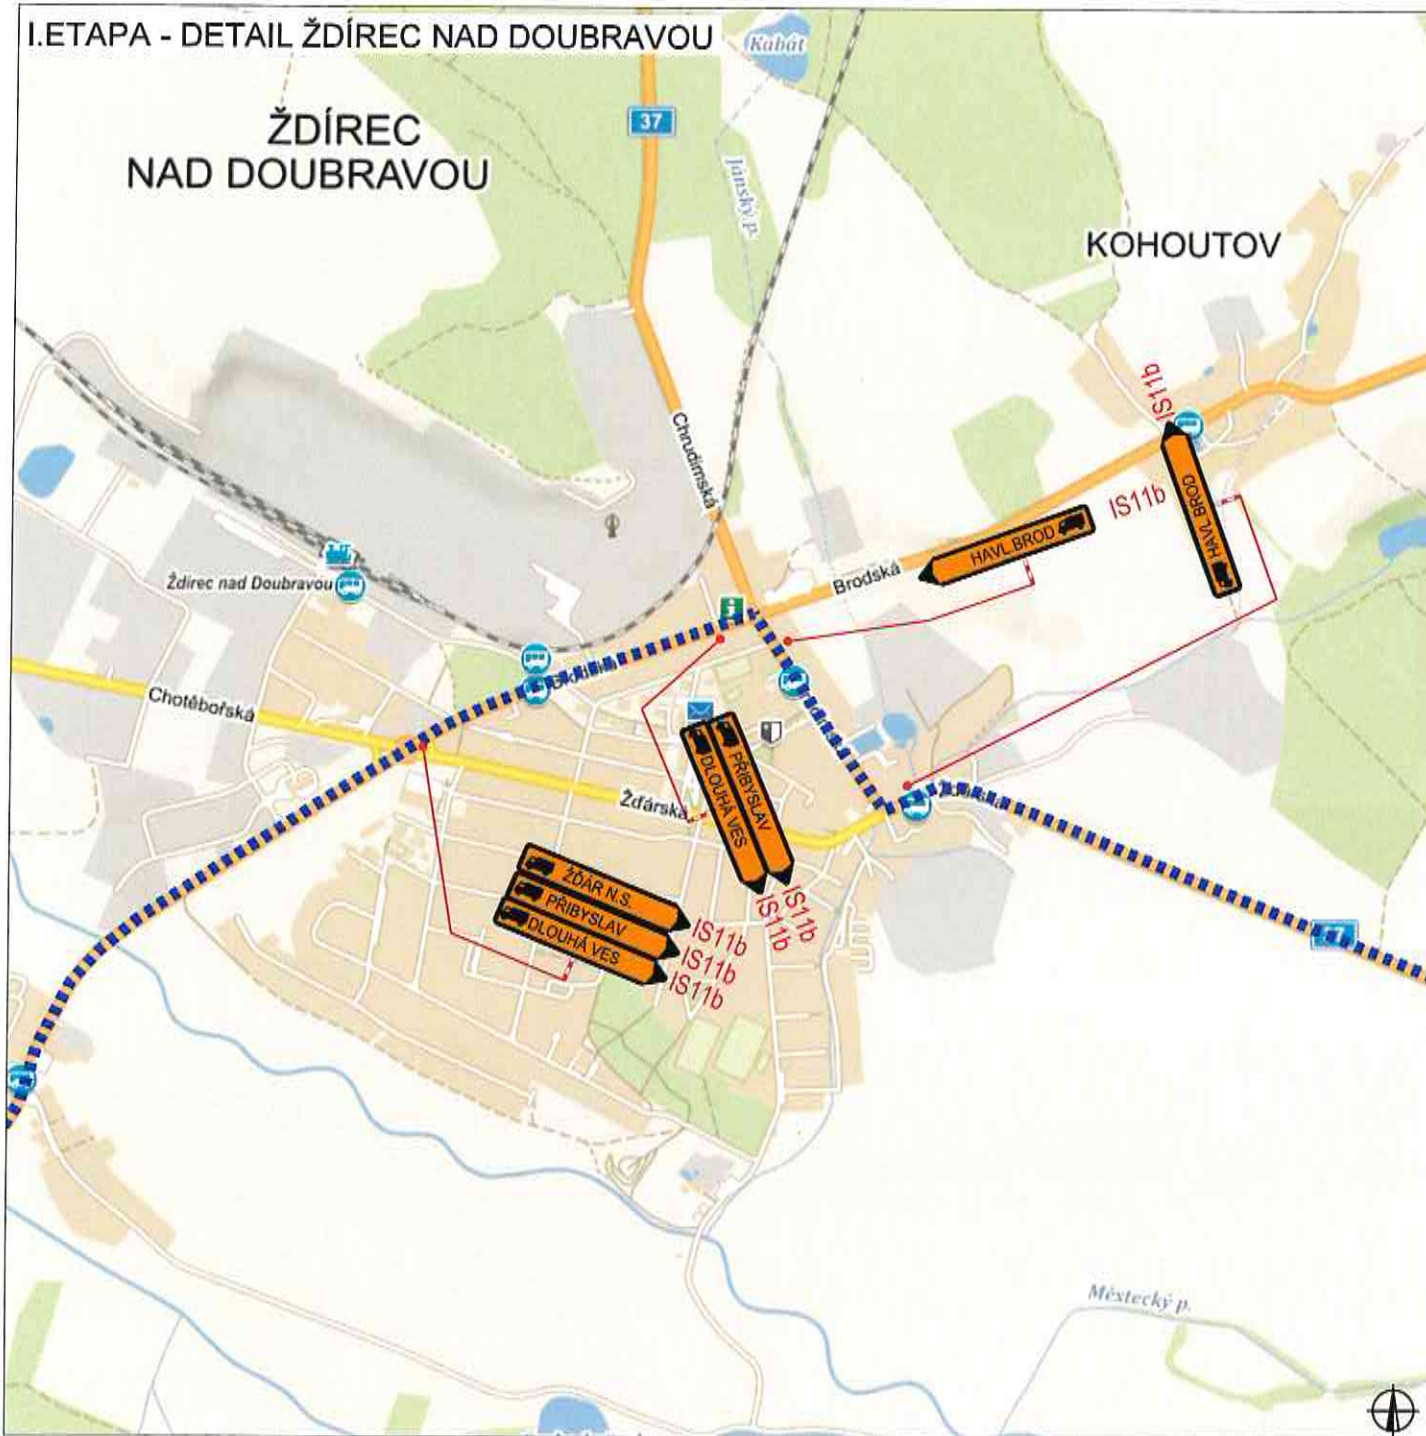 I.ETAPA - DETAIL ŽDÍREC NAD DOUBRAVOU
Kabát
ŽDÍREC
NAD DOUBRAVOU
37
Jánský p.
KOHOUTOV
IS11b
HAVL.BROD
IS11b
HAVL.BROD
Chrudimská
Brodská
Ždírec nad Doubravou
Chotěbořská
Žďárská
PŘIBYSLAV
DLOUHÁ VES
IS11b
IS11b
ŽĎÁR N.S.
PŘIBYSLAV
DLOUHÁ VES
IS11b
IS11b
IS11b
Městecký p.